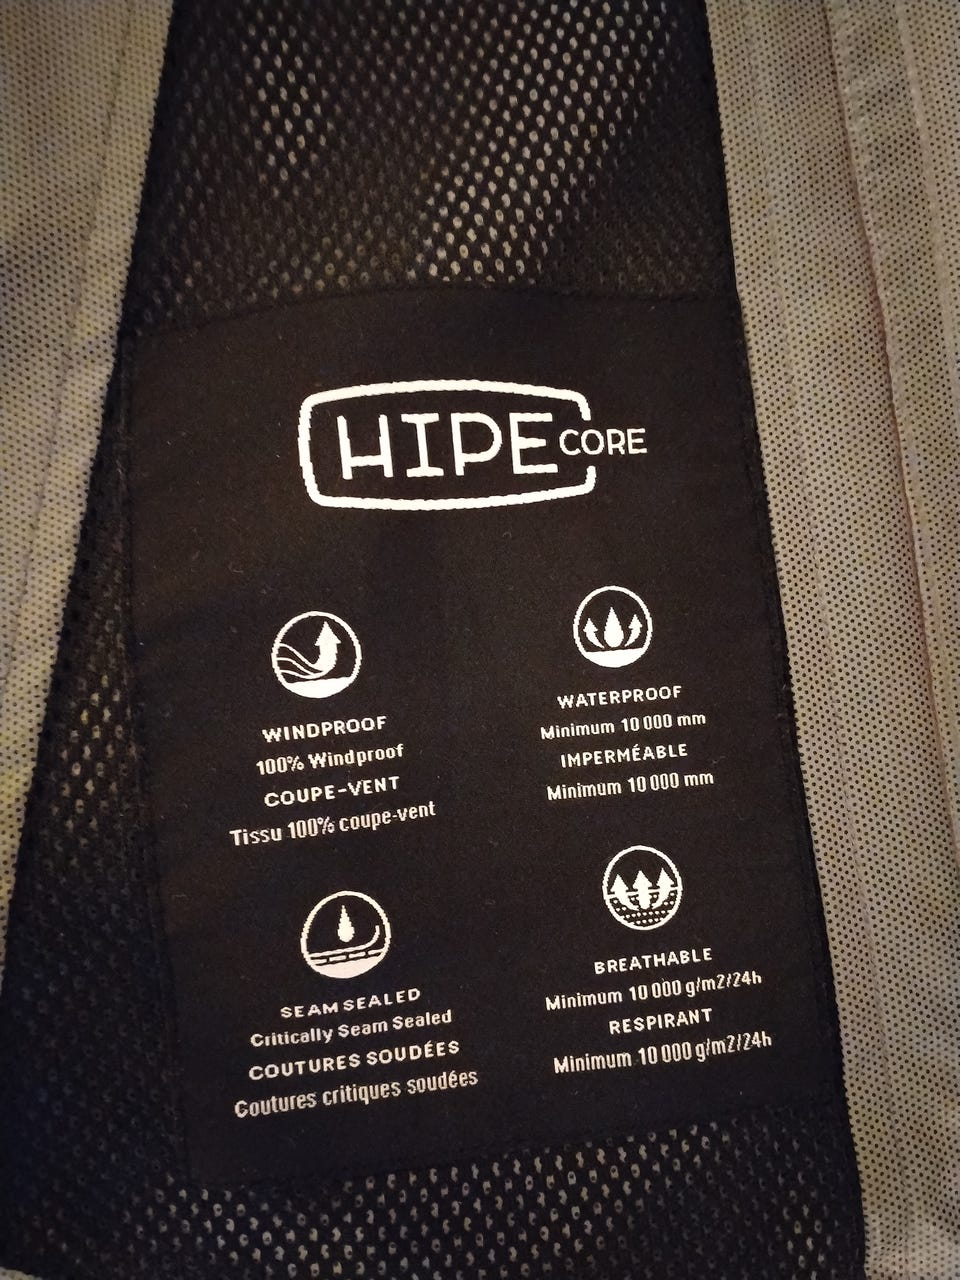 HIPE CORE
WINDPROOF
100% Windproof
COUPE-VENT
Tissu 100% coupe-vent
WATERPROOF
Minimum 10 000 mm
IMPERMÉABLE
Minimum 10 000 mm
SEAM SEALED
Critically Seam Sealed
COUTURES SOUDÉES
Coutures critiques soudées
BREATHABLE
Minimum 10 000 g/m2/24h
RESPIRANT
Minimum 10 000 g/m2/24h